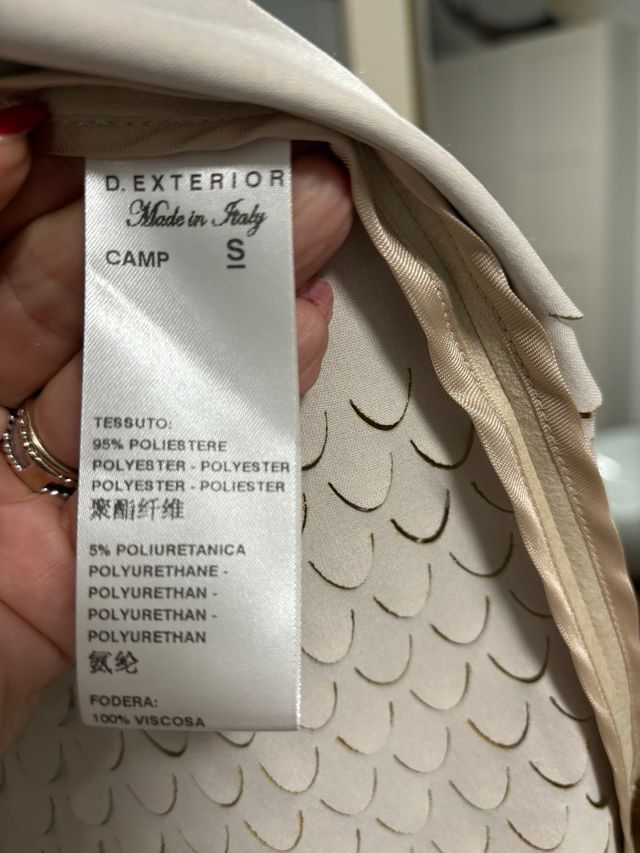 D. EXTERIOR
Made in Italy
CAMP S
TESSUTO:
95% POLIESTERE
POLYESTER - POLYESTER
POLYESTER - POLIESTER
聚酯纤维
5% POLIURETANICA
POLYURETHANE -
POLYURETHAN -
POLYURETHAN -
POLYURETHAN
氨纶
FODERA:
100% VISCOSA